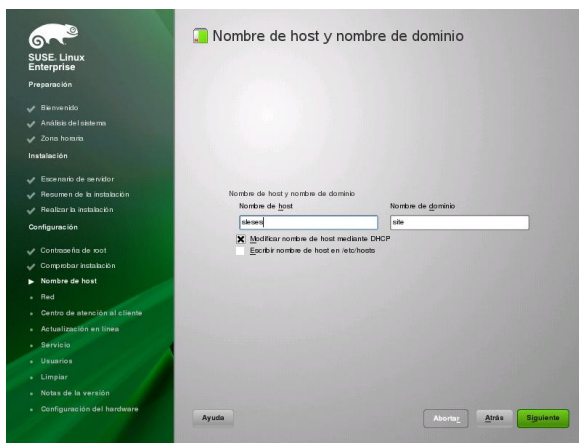 SUSE. Linux
Enterprise
Preparación
Bienvenido
Análisis del sistema
Zona horaria
Instalación
Escenario de servidor
Resumen de la instalación
Realizar la instalación
Configuración
Contraseña de root
Comprobar instalación
Nombre de host
Red
Centro de atención al cliente
Actualización en línea
Servicio
Usuarios
Limpiar
Notas de la versión
Configuración del hardware
Nombre de host y nombre de dominio
Nombre de host y nombre de dominio
Nombre de host
Nombre de dominio
sleses
site
Modificar nombre de host mediante DHCP
Escribir nombre de host en /etc/hosts
Ayuda
Abortar
Atrás
Siguiente